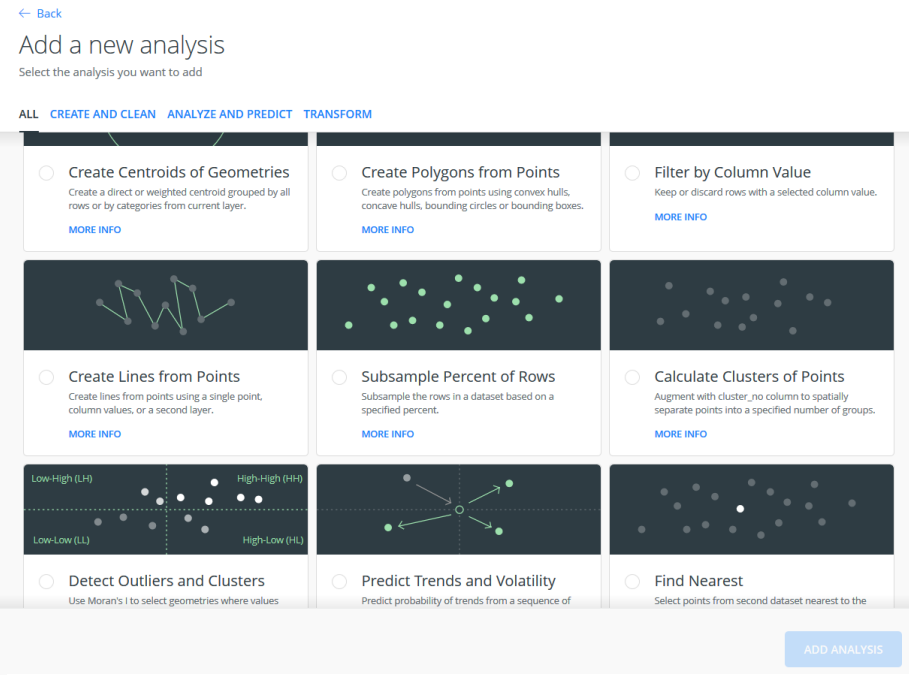 Back
Add a new analysis
Select the analysis you want to add
ALL CREATE AND CLEAN ANALYZE AND PREDICT TRANSFORM
Create Centroids of Geometries
Create a direct or weighted centroid grouped by all
rows or by categories from current layer.
MORE INFO
Create Polygons from Points
Create polygons from points using convex hulls,
concave hulls, bounding circles or bounding boxes.
MORE INFO
Filter by Column Value
Keep or discard rows with a selected column value.
MORE INFO
Create Lines from Points
Create lines from points using a single point,
column values, or a second layer.
MORE INFO
Subsample Percent of Rows
Subsample the rows in a dataset based on a
specified percent.
MORE INFO
Calculate Clusters of Points
Augment with cluster_no column to spatially
separate points into a specified number of groups.
MORE INFO
Low-High (LH) High-High (HH)
Low-Low (LL) High-Low (HL)
Detect Outliers and Clusters
Use Moran's I to select geometries where values
Predict Trends and Volatility
Predict probability of trends from a sequence of
Find Nearest
Select points from second dataset nearest to the
ADD ANALYSIS